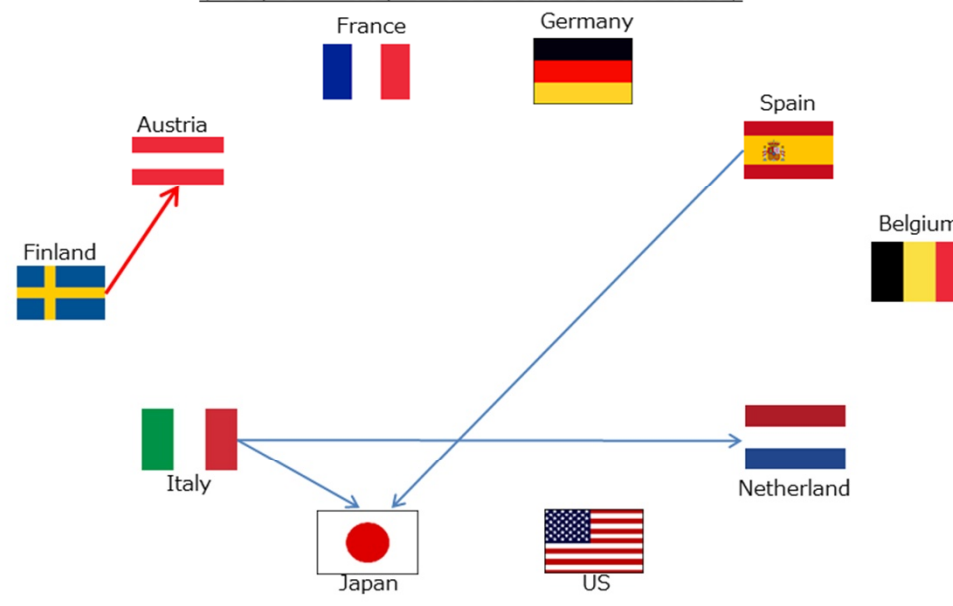 France
Germany
Spain
Austria
Belgium
Finland
Italy
Netherland
Japan
US